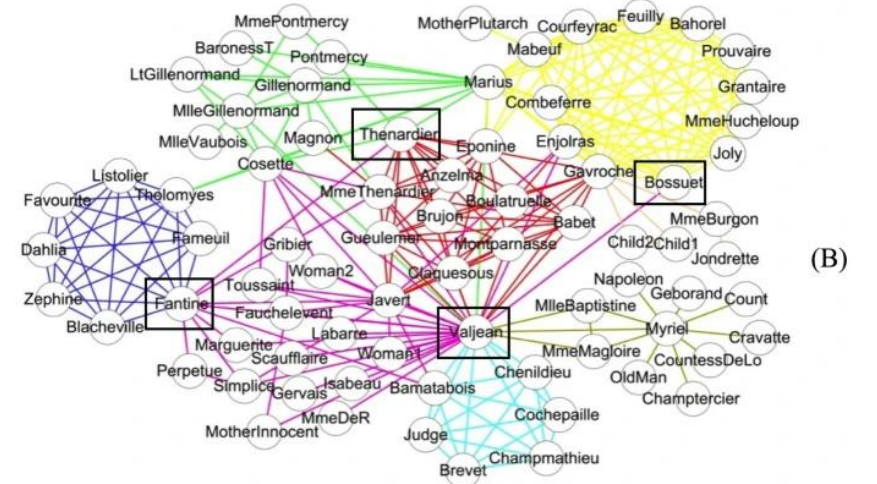 MmePontmercy
MotherPlutarch
Courfeyrac
Feuilly
Bahorel
BaronessT
Pontmercy
Mabeuf
Prouvaire
LtGillenormand
Gillenormand
Marius
Grantaire
MlleGillenormand
Combeferre
MmeHucheloup
MlleVaubois
Magnon
Thenardier
Eponine
Enjolras
Joly
Cosette
Anzelma
Gavroche
Bossuet
Listolier
Tholomyes
MmeThenardier
Boulatruelle
Favourite
Brujon
Babet
MmeBurgon
Dahlia
Fameuil
Gribier
Gueulemer
Montparnasse
Child2
Child1
Jondrette
(B)
Woman2
Claquesous
Napoleon
Zephine
Fantine
Toussaint
Javert
MlleBaptistine
Geborand
Count
Blacheville
Fauchelevent
Labarre
Valjean
Myriel
Cravatte
Marguerite
Scaufflaire
Woman1
MmeMagloire
CountessDeLo
Perpetue
Simplice
Gervais
Isabeau
Bamatabois
Chenildieu
OldMan
Champtercier
MotherInnocent
MmeDeR
Cochepaille
Judge
Brevet
Champmathieu